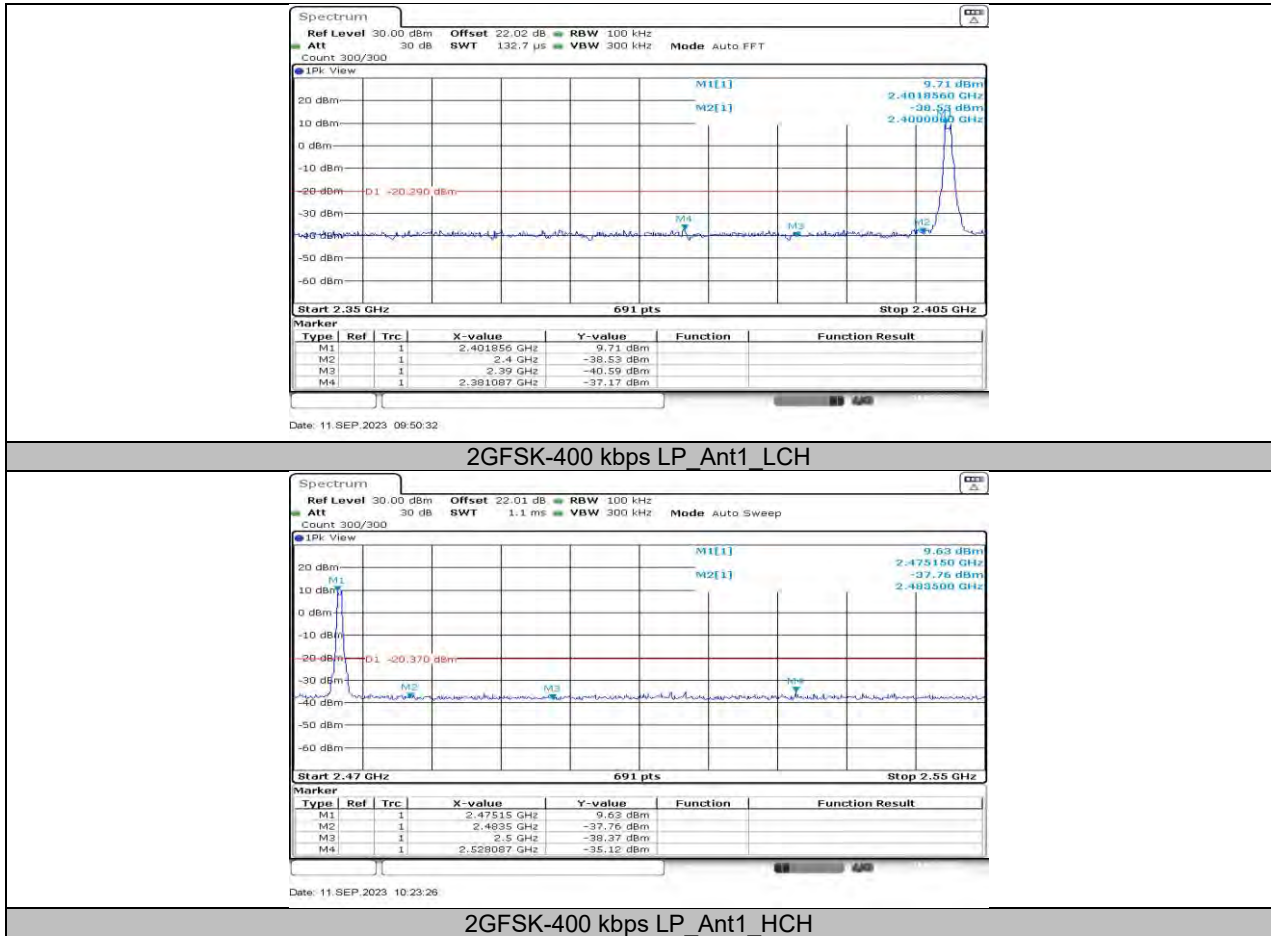 Spectrum
Ref Level 30.00 dBm Offset 22.02 dB RBW 100 kHz
Att 30 dB SWT 132.7 µs VBW 300 kHz Mode Auto FFT
Count 300/300
1Pk View
M1[1] 9.71 dBm
2.4018560 GHz
20 dBm
M2[1] -38.53 dBm
10 dBm 2.4000000 GHz
M1
0 dBm
-10 dBm
-20 dBm D1 -20.290 dBm
-30 dBm
M4 M3 M2
-40 dBm
-50 dBm
-60 dBm
Start 2.35 GHz 691 pts Stop 2.405 GHz
Marker
Type Ref Trc X-value Y-value Function Function Result
M1 1 2.401856 GHz 9.71 dBm
M2 1 2.4 GHz -38.53 dBm
M3 1 2.39 GHz -40.59 dBm
M4 1 2.381087 GHz -37.17 dBm
Date: 11.SEP.2023 09:50:32
2GFSK-400 kbps LP_Ant1_LCH
Spectrum
Ref Level 30.00 dBm Offset 22.01 dB RBW 100 kHz
Att 30 dB SWT 1.1 ms VBW 300 kHz Mode Auto Sweep
Count 300/300
1Pk View
M1[1] 9.63 dBm
2.475150 GHz
20 dBm
M2[1] -37.76 dBm
M1
10 dBm 2.483500 GHz
0 dBm
-10 dBm
-20 dBm D1 -20.370 dBm
-30 dBm
M2 M3 M4
-40 dBm
-50 dBm
-60 dBm
Start 2.47 GHz 691 pts Stop 2.55 GHz
Marker
Type Ref Trc X-value Y-value Function Function Result
M1 1 2.47515 GHz 9.63 dBm
M2 1 2.4835 GHz -37.76 dBm
M3 1 2.5 GHz -38.37 dBm
M4 1 2.528087 GHz -35.12 dBm
Date: 11.SEP.2023 10:23:26
2GFSK-400 kbps LP_Ant1_HCH